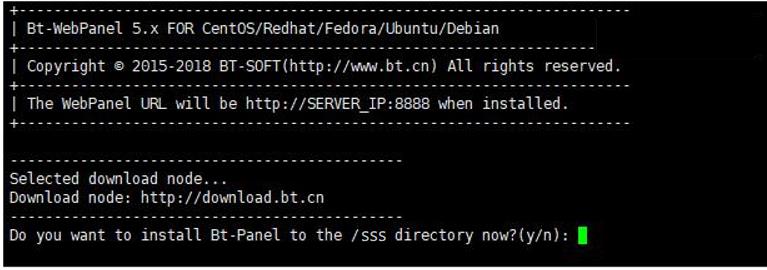 +----------------------------------------------------------------------
| Bt-WebPanel 5.x FOR CentOS/Redhat/Fedora/Ubuntu/Debian
+----------------------------------------------------------------------
| Copyright © 2015-2018 BT-SOFT(http://www.bt.cn) All rights reserved.
+----------------------------------------------------------------------
| The WebPanel URL will be http://SERVER_IP:8888 when installed.
+----------------------------------------------------------------------
---------------------------------------------
Selected download node...
Download node: http://download.bt.cn
---------------------------------------------
Do you want to install Bt-Panel to the /sss directory now?(y/n):